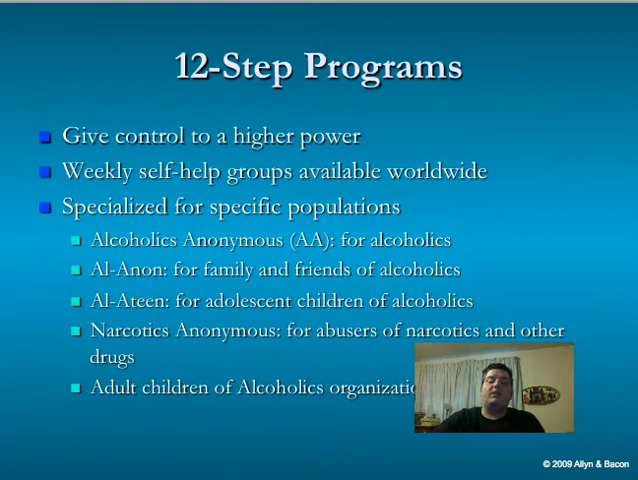 12-Step Programs
Give control to a higher power
Weekly self-help groups available worldwide
Specialized for specific populations
Alcoholics Anonymous (AA): for alcoholics
Al-Anon: for family and friends of alcoholics
Al-Ateen: for adolescent children of alcoholics
Narcotics Anonymous: for abusers of narcotics and other
drugs
Adult children of Alcoholics
© 2009 Allyn & Bacon